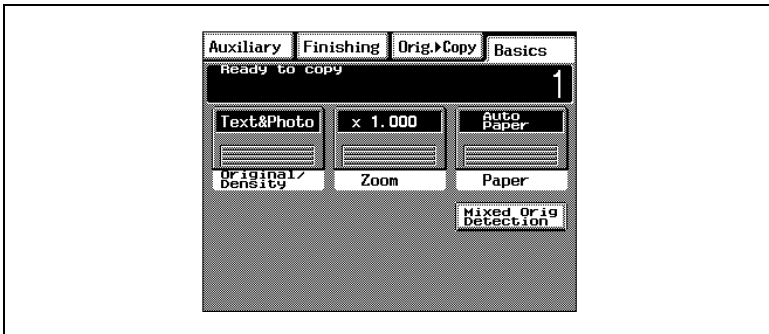 Auxiliary Finishing Orig.▶Copy Basics
Ready to copy
1
Text&Photo x 1.000 Auto Paper
Original/Density Zoom Paper
Mixed Orig
Detection